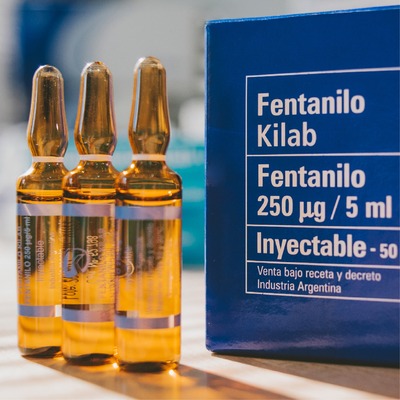 Fentanilo
Kilab
Fentanilo
250 µg / 5 ml
Inyectable - 50
Venta bajo receta y decreto
Industria Argentina